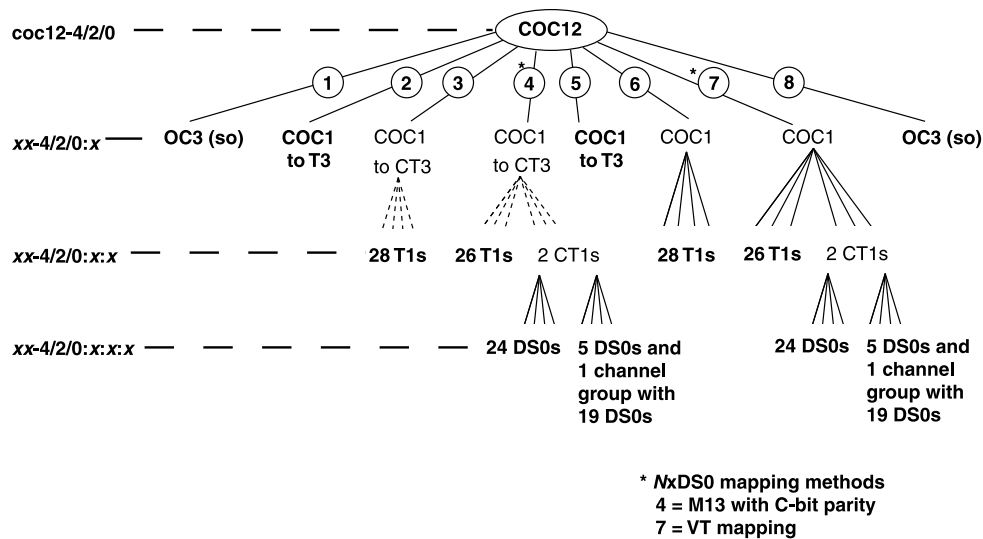 coc12-4/2/0
COC12
1
2
3
* 4
5
6
* 7
8
xx-4/2/0:x
OC3 (so)
COC1
to T3
COC1
to CT3
COC1
to CT3
COC1
to T3
COC1
COC1
OC3 (so)
xx-4/2/0:x:x
28 T1s
26 T1s
2 CT1s
28 T1s
26 T1s
2 CT1s
xx-4/2/0:x:x:x
24 DS0s
5 DS0s and
1 channel
group with
19 DS0s
24 DS0s
5 DS0s and
1 channel
group with
19 DS0s
* NxDS0 mapping methods
4 = M13 with C-bit parity
7 = VT mapping